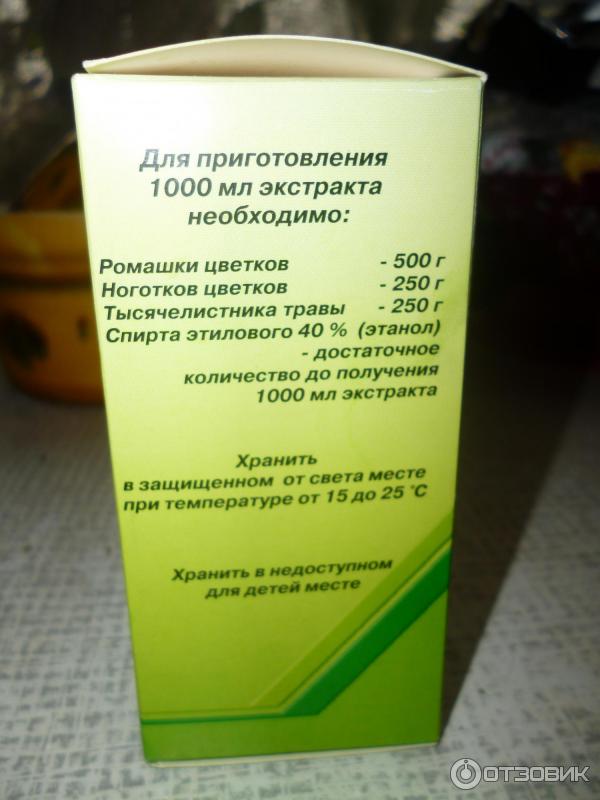 Для приготовления
1000 мл экстракта
необходимо:
Ромашки цветков - 500 г
Ноготков цветков - 250 г
Тысячелистника травы - 250 г
Спирта этилового 40 % (этанол)
- достаточное
количество до получения
1000 мл экстракта
Хранить
в защищенном от света месте
при температуре от 15 до 25 °С
Хранить в недоступном
для детей месте
ОТЗОВИК